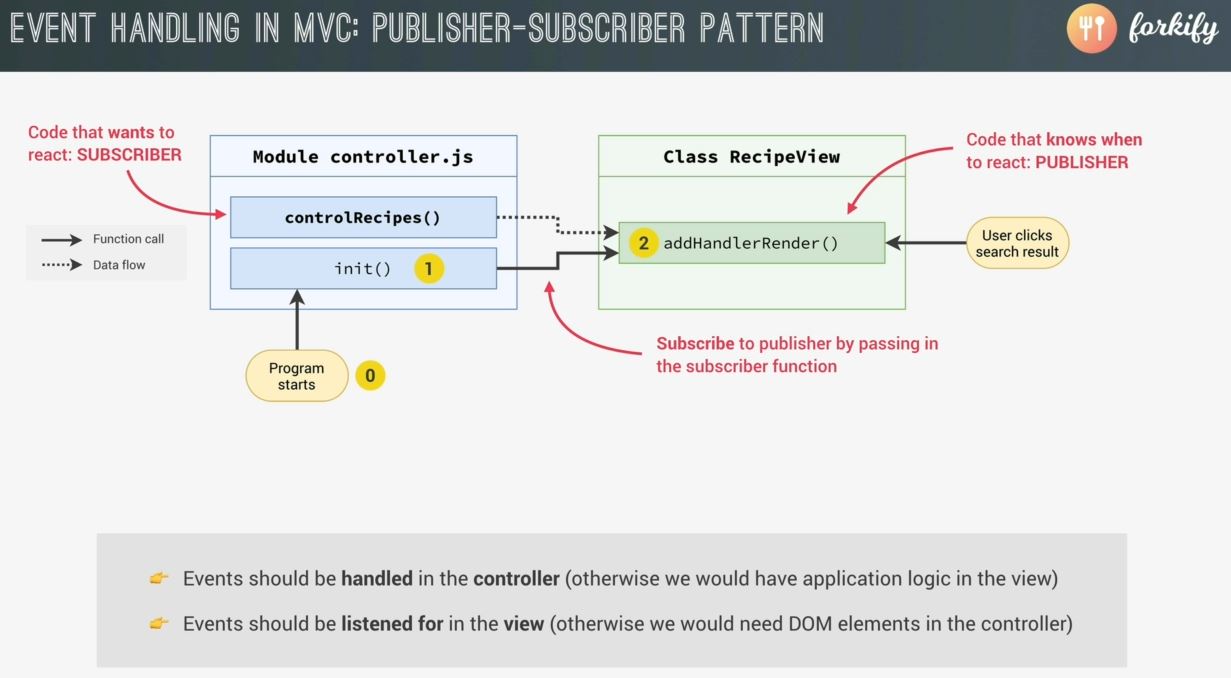 EVENT HANDLING IN MVC: PUBLISHER-SUBSCRIBER PATTERN
forkify
Code that wants to
react: SUBSCRIBER
Module controller.js
Class RecipeView
Code that knows when
to react: PUBLISHER
controlRecipes()
Function call
Data flow
init() 1
2 addHandlerRender()
User clicks
search result
Program
starts
0
Subscribe to publisher by passing in
the subscriber function
👉 Events should be handled in the controller (otherwise we would have application logic in the view)
👉 Events should be listened for in the view (otherwise we would need DOM elements in the controller)